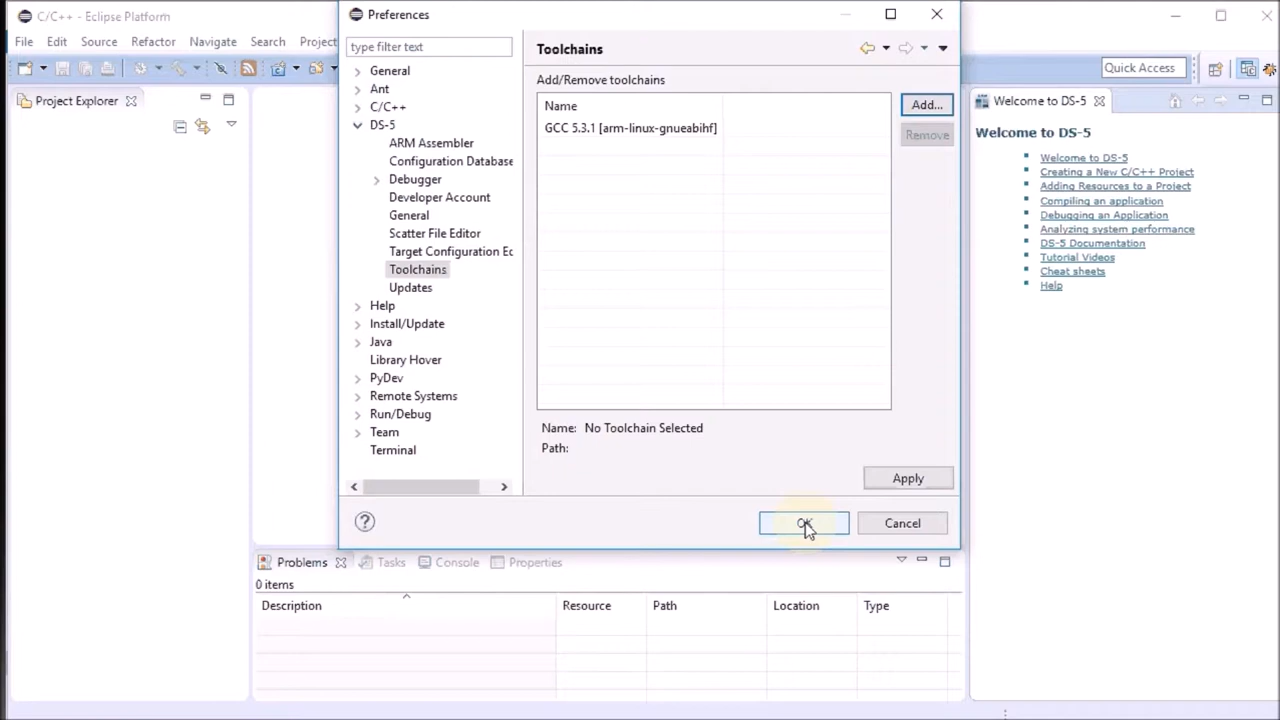 C/C++ - Eclipse Platform
File Edit Source Refactor Navigate Search Project
Quick Access
Project Explorer
Preferences
type filter text
General
Ant
C/C++
DS-5
ARM Assembler
Configuration Database
Debugger
Developer Account
General
Scatter File Editor
Target Configuration Ec
Toolchains
Updates
Help
Install/Update
Java
Library Hover
PyDev
Remote Systems
Run/Debug
Team
Terminal
Toolchains
Add/Remove toolchains
Name
GCC 5.3.1 [arm-linux-gnueabihf]
Add...
Remove
Name: No Toolchain Selected
Path:
Apply
OK
Cancel
Welcome to DS-5
Welcome to DS-5
Welcome to DS-5
Creating a New C/C++ Project
Adding Resources to a Project
Compiling an application
Debugging an Application
Analyzing system performance
DS-5 Documentation
Tutorial Videos
Cheat sheets
Help
Problems Tasks Console Properties
0 items
Description Resource Path Location Type